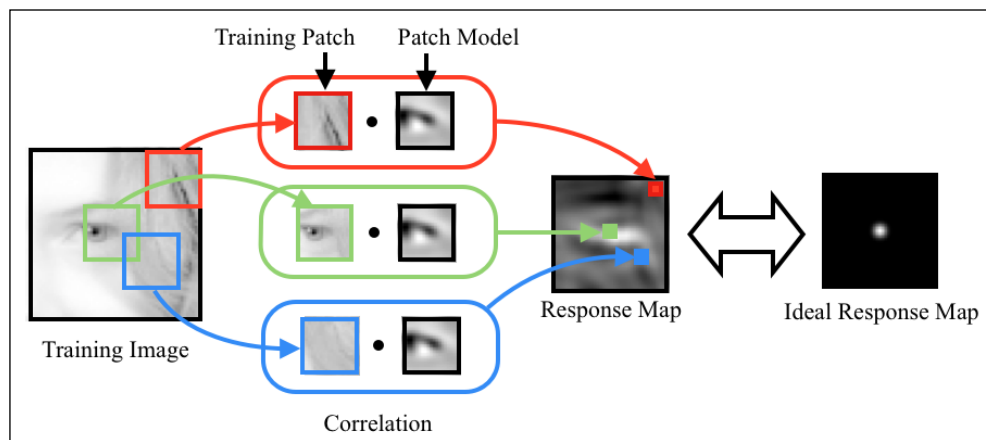 Training Patch
Patch Model
Training Image
Response Map
Ideal Response Map
Correlation